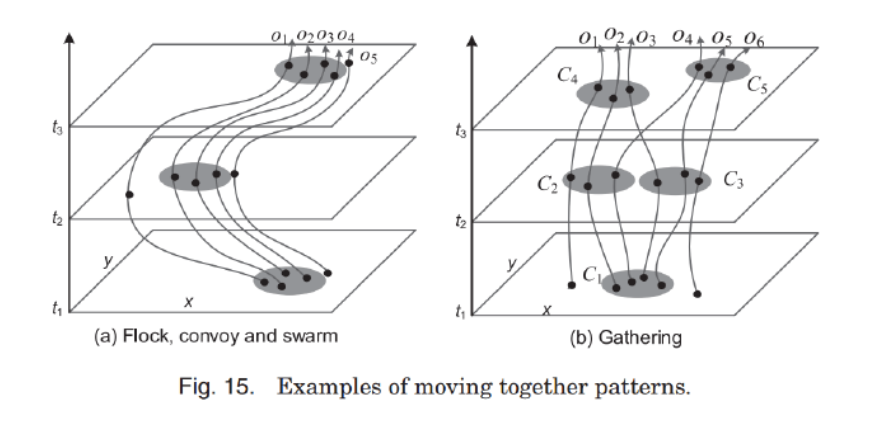 o1 o2 o3 o4
o5
t3
t2
y
x
t1
(a) Flock, convoy and swarm
o1 o2 o3 o4 o5 o6
C4
C5
t3
C2
C3
t2
y
C1
t1
x
(b) Gathering
Fig. 15. Examples of moving together patterns.